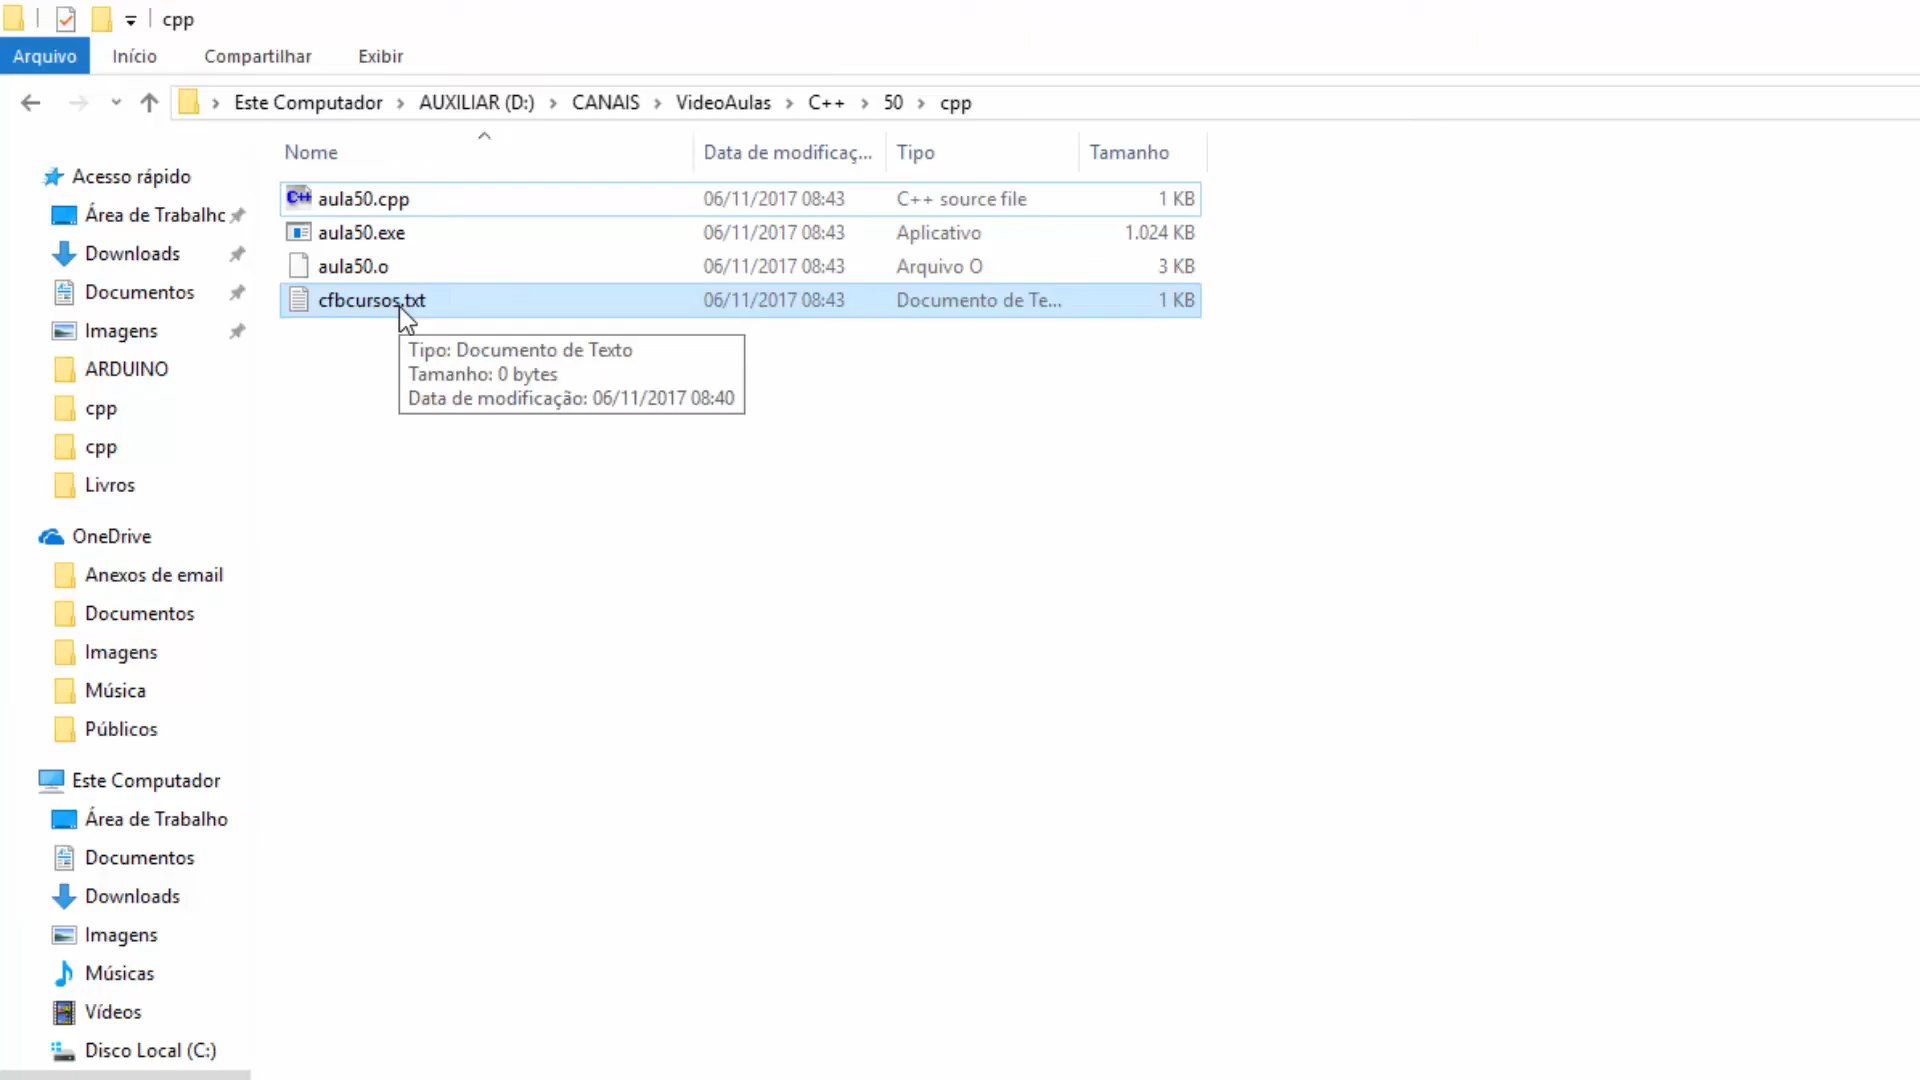 cpp
Arquivo Início Compartilhar Exibir
Este Computador AUXILIAR (D:) CANAIS VideoAulas C++ 50 cpp
Nome Data de modificaç... Tipo Tamanho
aula50.cpp 06/11/2017 08:43 C++ source file 1 KB
aula50.exe 06/11/2017 08:43 Aplicativo 1.024 KB
aula50.o 06/11/2017 08:43 Arquivo O 3 KB
cfbcursos.txt 06/11/2017 08:43 Documento de Te... 1 KB
Tipo: Documento de Texto
Tamanho: 0 bytes
Data de modificação: 06/11/2017 08:40
Acesso rápido
Área de Trabalhc
Downloads
Documentos
Imagens
ARDUINO
cpp
cpp
Livros
OneDrive
Anexos de email
Documentos
Imagens
Música
Públicos
Este Computador
Área de Trabalho
Documentos
Downloads
Imagens
Músicas
Vídeos
Disco Local (C:)